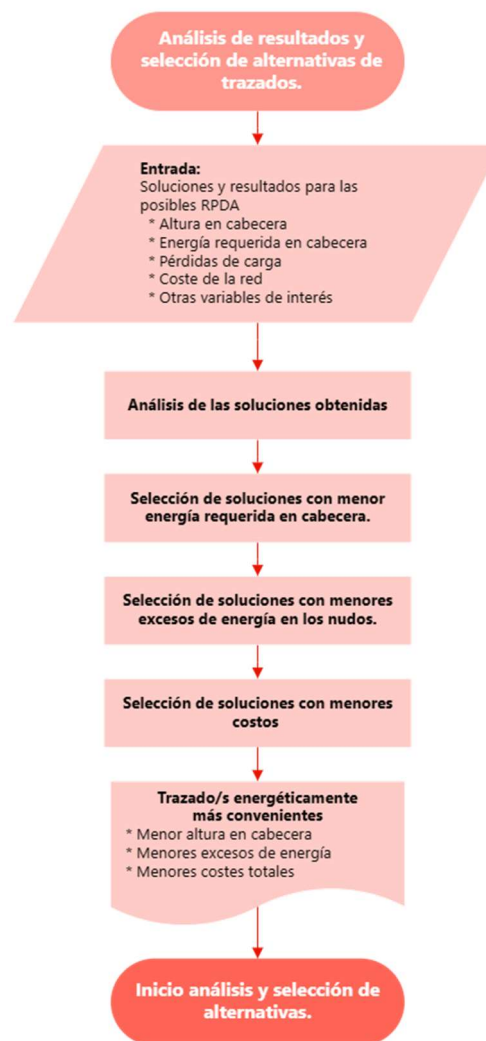 Análisis de resultados y
selección de alternativas de
trazados.
Entrada:
Soluciones y resultados para las
posibles RPDA
* Altura en cabecera
* Energía requerida en cabecera
* Pérdidas de carga
* Coste de la red
* Otras variables de interés
Análisis de las soluciones obtenidas
Selección de soluciones con menor
energía requerida en cabecera.
Selección de soluciones con menores
excesos de energía en los nudos.
Selección de soluciones con menores
costos
Trazado/s energéticamente
más convenientes
* Menor altura en cabecera
* Menores excesos de energía
* Menores costes totales
Inicio análisis y selección de
alternativas.